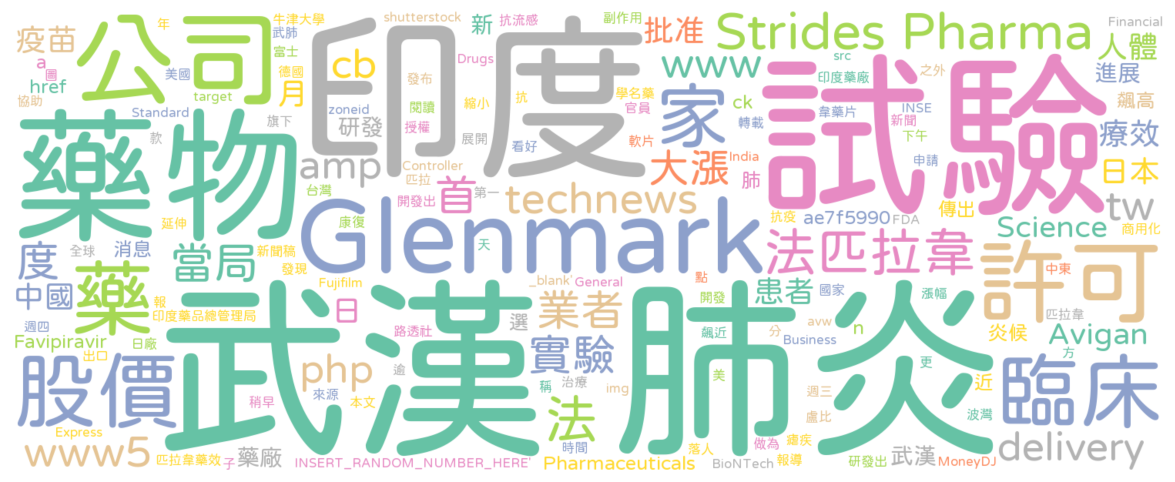 牛津大學
年
武肺
shutterstock
抗流感
副作用
新
批准
Strides Pharma
Financial
疫苗
公司
印度
富士
Drugs
src
之外
人體
a
圖
美國
德國
cb
發布
學名藥
www
印度藥廠
進展
href
協助
target
月
zoneid
閱讀
縮小
抗
官員
家
ck
韋藥片
INSE
飆高
Standard
旗下
研發
授權
展開
看好
軟片
轉載
新聞
療效
藥物
款
amp
Controller
匹拉
大漲
India
試驗
下午
申請
日本
台灣
開發出
首
第一
technews
肺
抗疫
ae7f5990
FDA
傳出
tw
延伸
康復
Glenmark
Science
商用化
度
全球
消息
當局
新聞稿
天
法匹拉韋
許可
中東
中國
藥
發現
Fujifilm
_blank'
General
點
漲幅
報
印度藥品總管理局
日
路透社
選
業者
開發
患者
國家
匹拉韋
週四
Favipiravir
日廠
武漢肺炎
飆近
分
avw
n
炎候
Avigan
出口
逾
實驗
美
Business
更
方
股價
稍早
php
來源
本文
稱
治療
img
週三
近
臨床
法
盧比
波灣
Express
做為
落人
纏疾
www5
匹拉韋藥效
子
藥廠
INSERT_RANDOM_NUMBER_HERE'
時間
Pharmaceuticals
BioNTech
報導
研發出
武漢
MoneyDJ
delivery